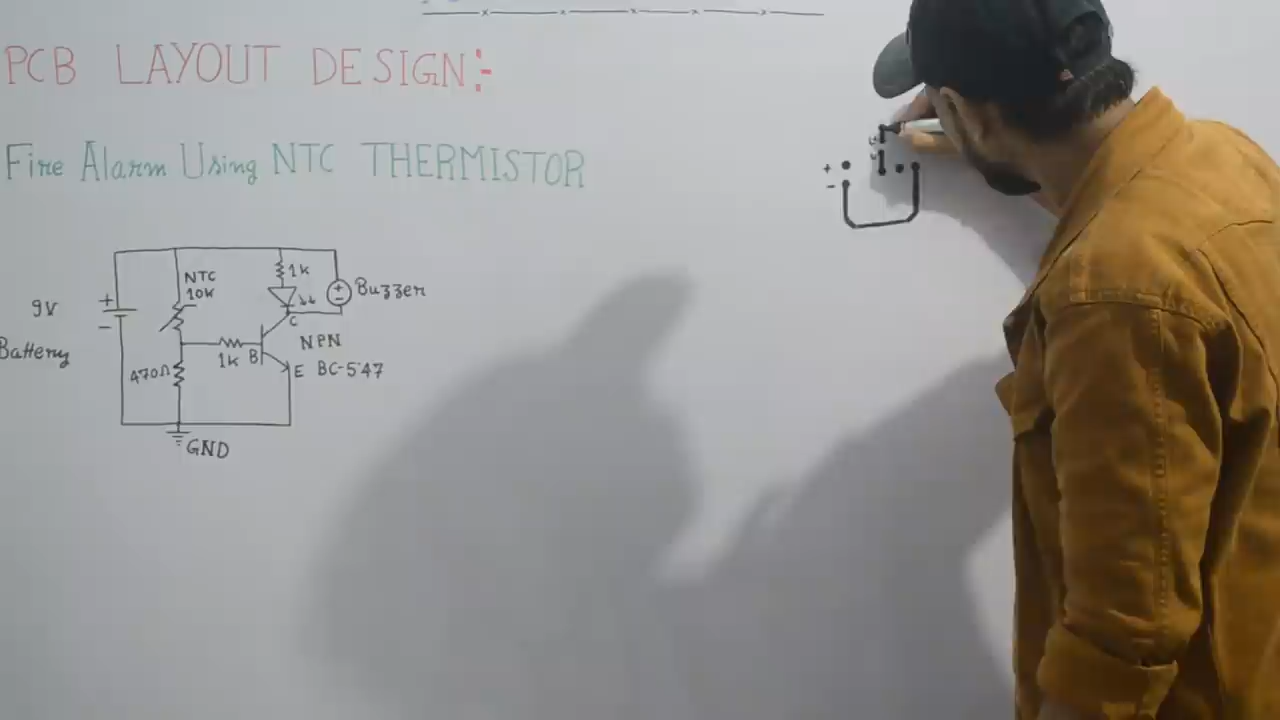 PCB LAYOUT DESIGN:-
Fire Alarm Using NTC THERMISTOR
NTC
10K
1k
Buzzer
9V
Battery
+
-
+
-
C
NPN
1k
B
E BC-547
470Ω
GND
+
-